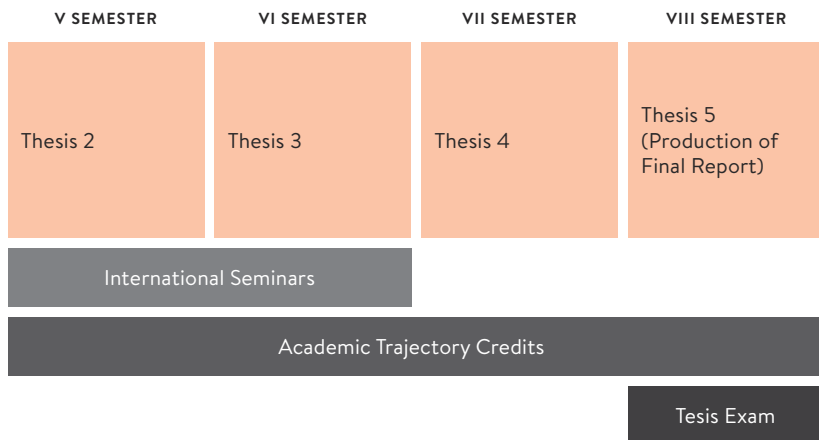 V SEMESTER
VI SEMESTER
VII SEMESTER
VIII SEMESTER
Thesis 2
Thesis 3
Thesis 4
Thesis 5
(Production of
Final Report)
International Seminars
Academic Trajectory Credits
Tesis Exam